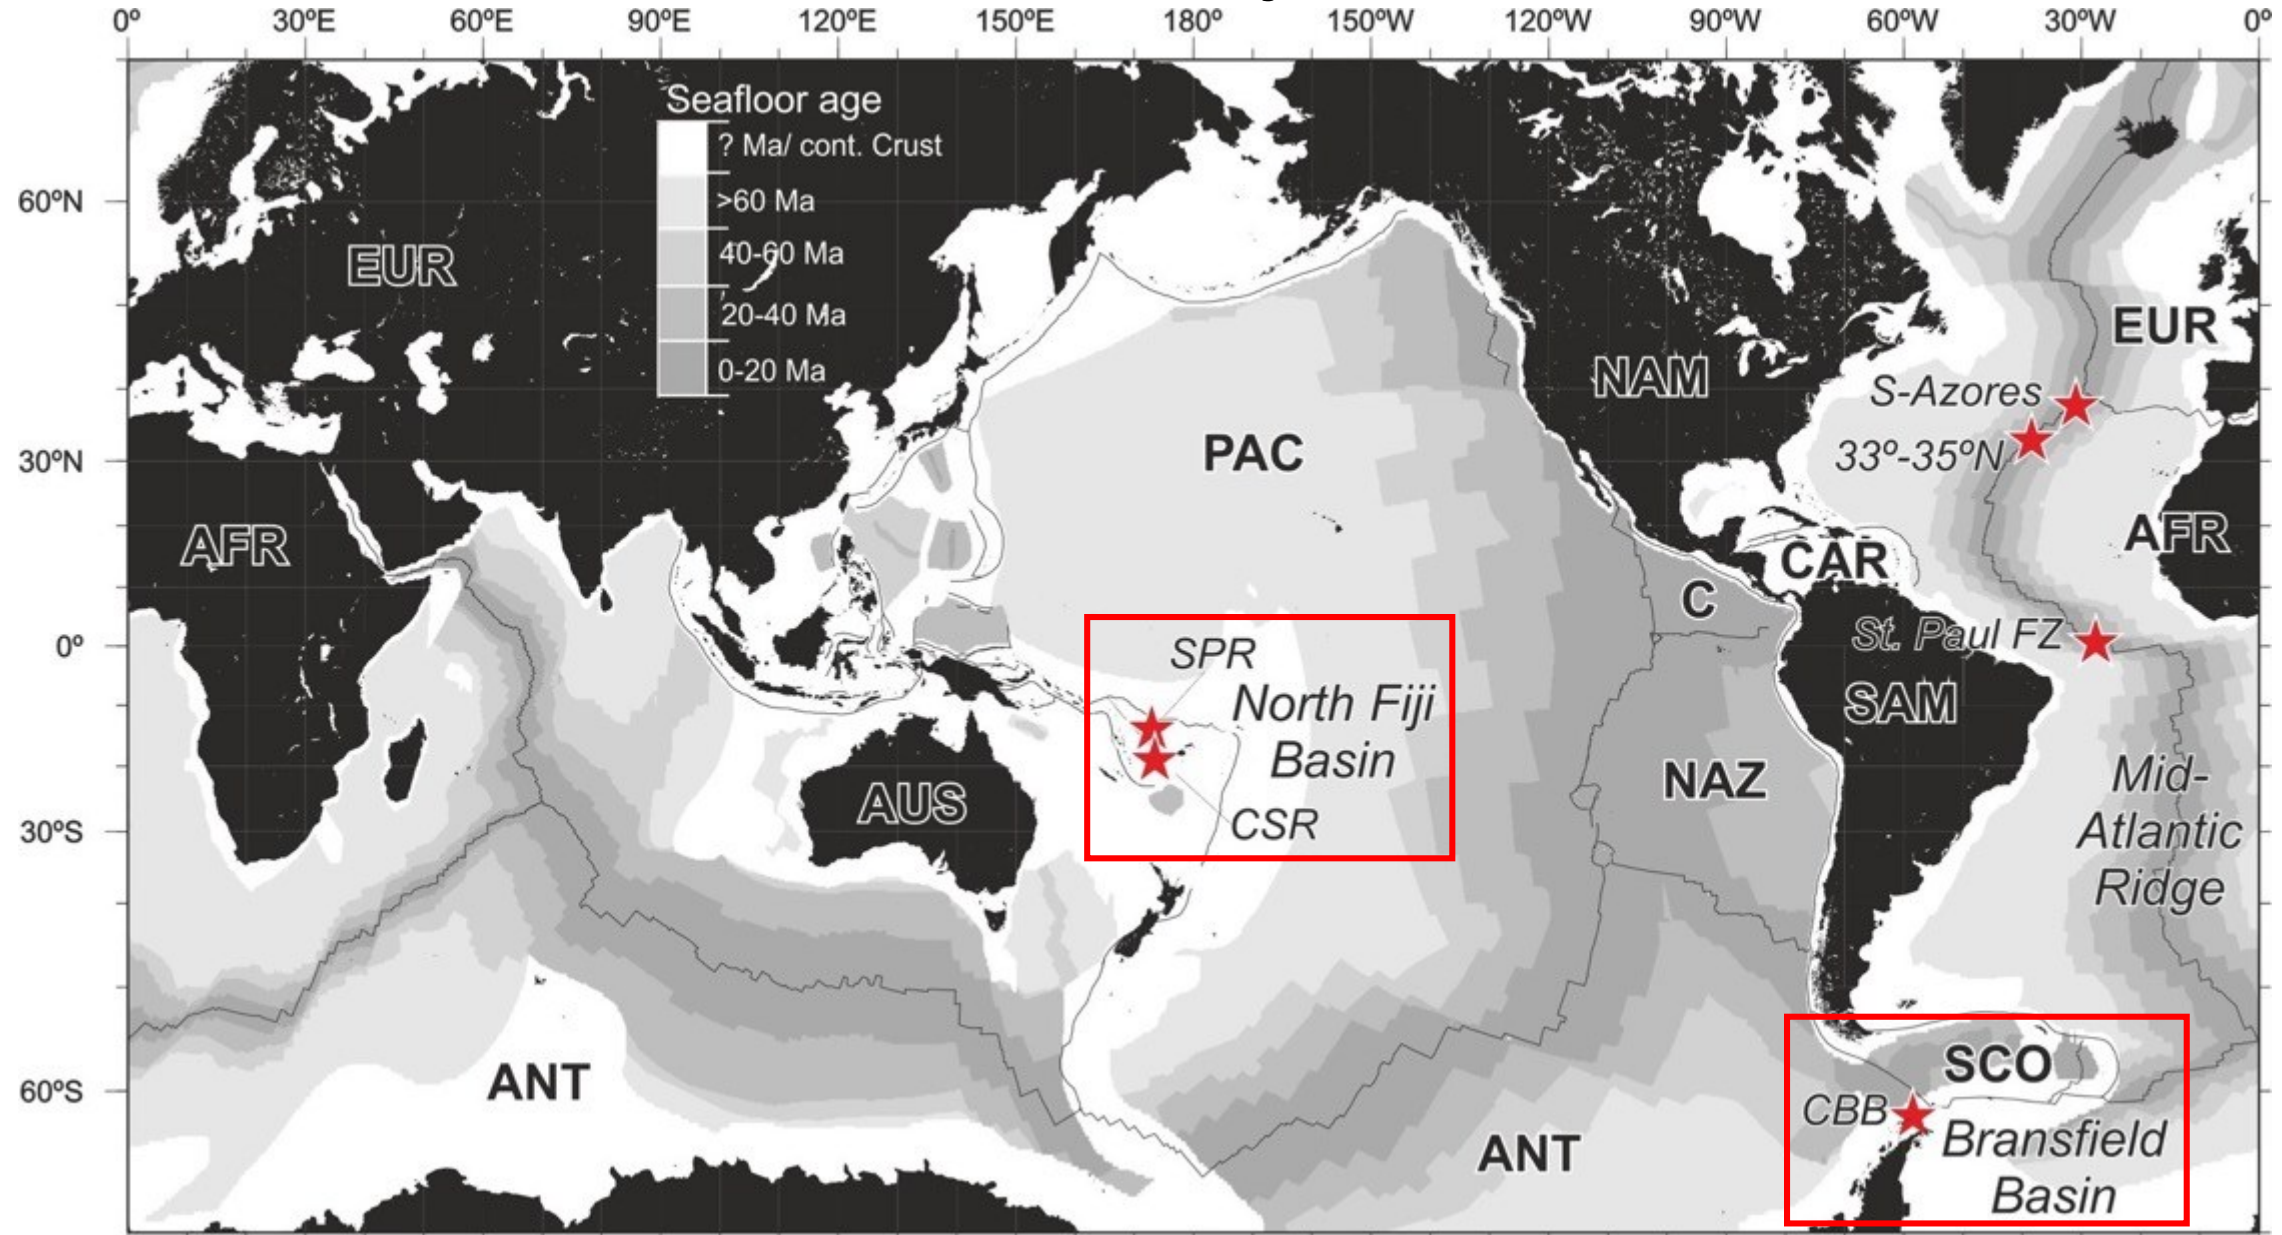 0º 30ºE 60ºE 90ºE 120ºE 150ºE 180º 150ºW 120ºW 90ºW 60ºW 30ºW 0º
Seafloor age
? Ma/ cont. Crust
>60 Ma
40-60 Ma
20-40 Ma
0-20 Ma
60ºN
30ºN
0º
30ºS
60ºS
EUR
AFR
ANT
AUS
PAC
NAM
EUR
S-Azores
33º-35ºN
AFR
CAR
C
St. Paul FZ
SAM
NAZ
SPR
North Fiji
Basin
CSR
Mid-
Atlantic
Ridge
SCO
CBB
Bransfield
Basin
ANT